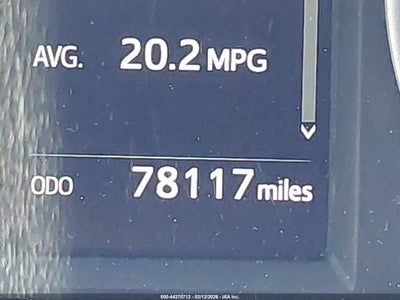 AVG. 20.2 MPG
ODO 78117 miles
000-44370713 - 02/12/2026 - IAA Inc.